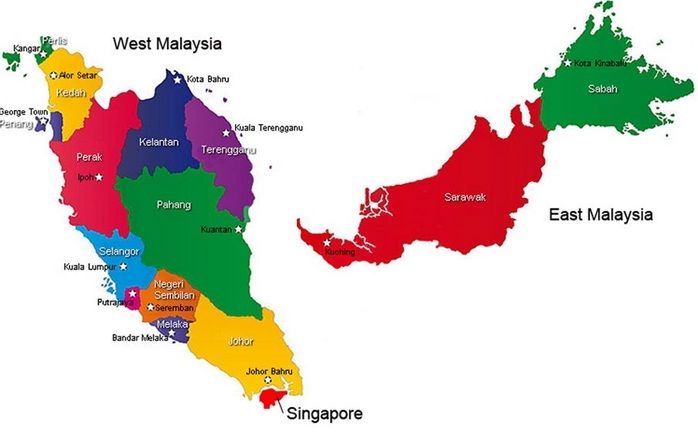 Perlis
Kangar
West Malaysia
Alor Setar
Kedah
Kota Bahru
George Town
Penang
Kuala Terengganu
Kelantan
Terengganu
Perak
Ipoh
Pahang
Kuantan
Selangor
Kuala Lumpur
Negeri
Sembilan
Putrajaya
Seremban
Melaka
Bandar Melaka
Johor
Johor Bahru
Singapore
Kota Kinabalu
Sabah
Sarawak
East Malaysia
Kuching